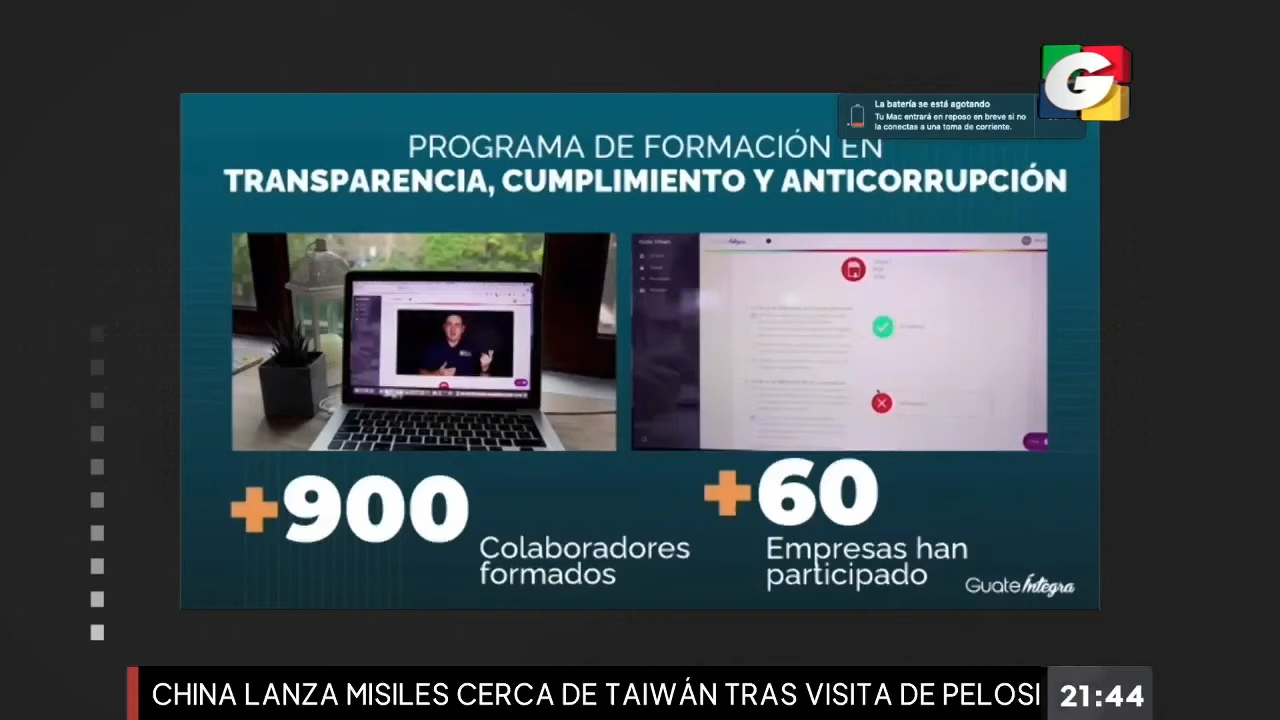 G
La batería se está agotando
Tu Mac entrará en reposo en breve si no
la conectas a una toma de corriente.
PROGRAMA DE FORMACIÓN EN
TRANSPARENCIA, CUMPLIMIENTO Y ANTICORRUPCIÓN
+900
Colaboradores
formados
+60
Empresas han
participado
Guate Íntegra
CHINA LANZA MISILES CERCA DE TAIWÁN TRAS VISITA DE PELOSI
21:44